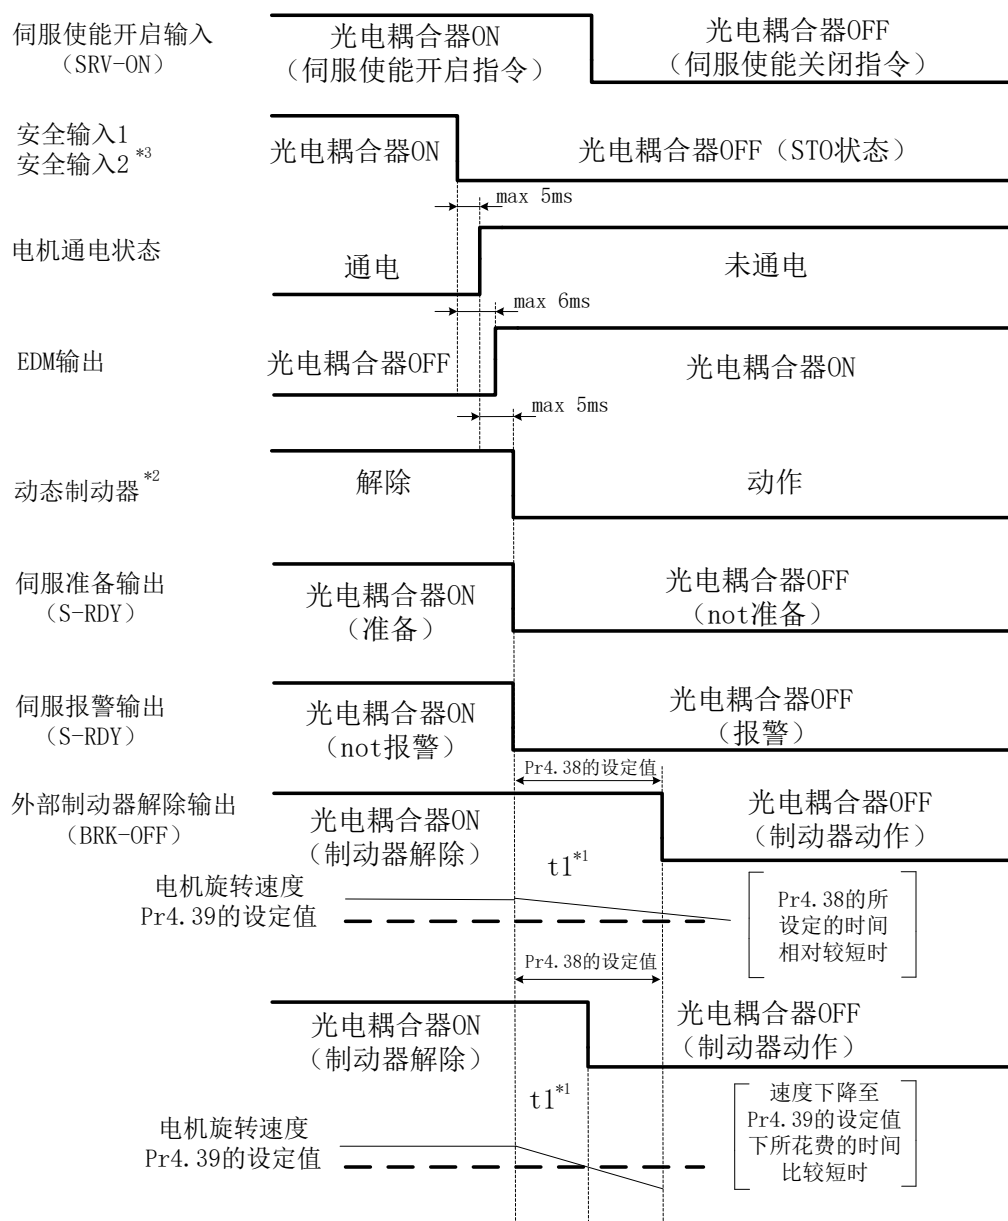 伺服使能开启输入
（SRV-ON）
光电耦合器ON
（伺服使能开启指令）
光电耦合器OFF
（伺服使能关闭指令）
安全输入1
安全输入2*3
光电耦合器ON
光电耦合器OFF（STO状态）
max 5ms
电机通电状态
通电
未通电
max 6ms
EDM输出
光电耦合器OFF
光电耦合器ON
max 5ms
动态制动器*2
解除
动作
伺服准备输出
（S-RDY）
光电耦合器ON
（准备）
光电耦合器OFF
（not准备）
伺服报警输出
（S-RDY）
光电耦合器ON
（not报警）
光电耦合器OFF
（报警）
Pr4.38的设定值
外部制动器解除输出
（BRK-OFF）
光电耦合器ON
（制动器解除）
光电耦合器OFF
（制动器动作）
t1*1
电机旋转速度
Pr4.39的设定值
Pr4.38的所
设定的时间
相对较短时
Pr4.38的设定值
光电耦合器ON
（制动器解除）
光电耦合器OFF
（制动器动作）
t1*1
电机旋转速度
Pr4.39的设定值
速度下降至
Pr4.39的设定值
下所花费的时间
比较短时